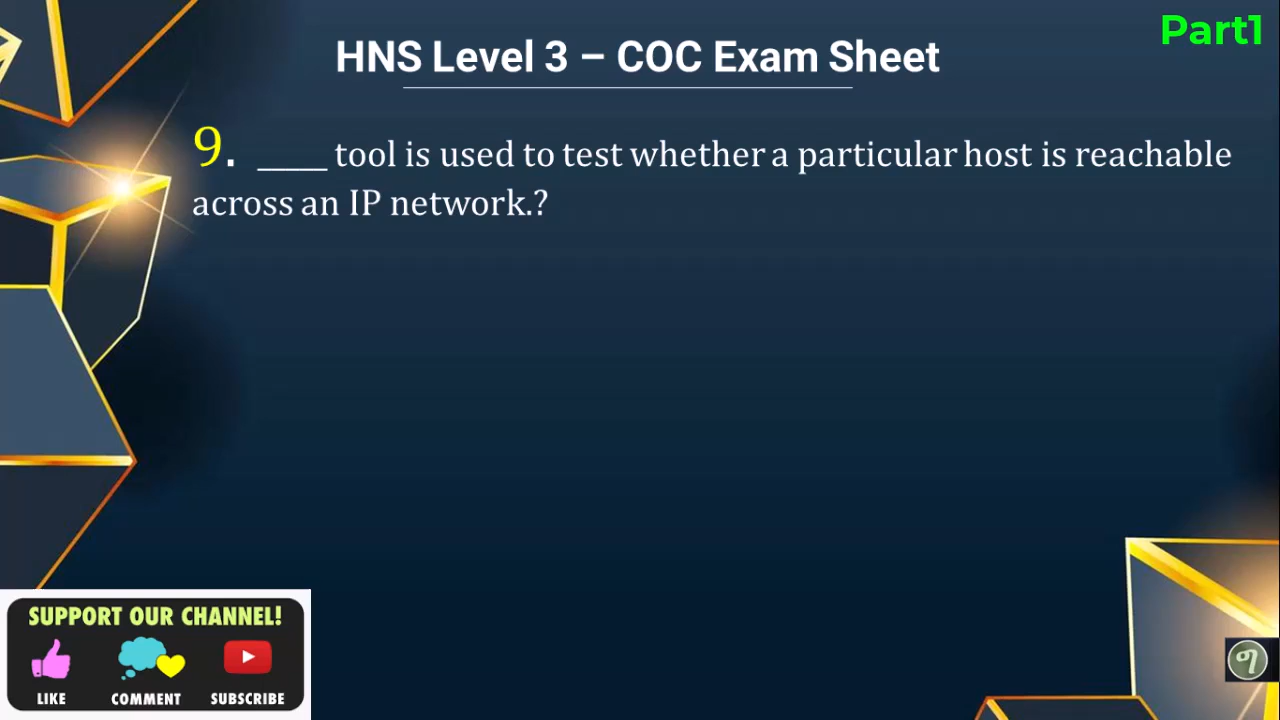 Part1
HNS Level 3 – COC Exam Sheet
9. _____ tool is used to test whether a particular host is reachable
across an IP network.?
SUPPORT OUR CHANNEL!
LIKE COMMENT SUBSCRIBE